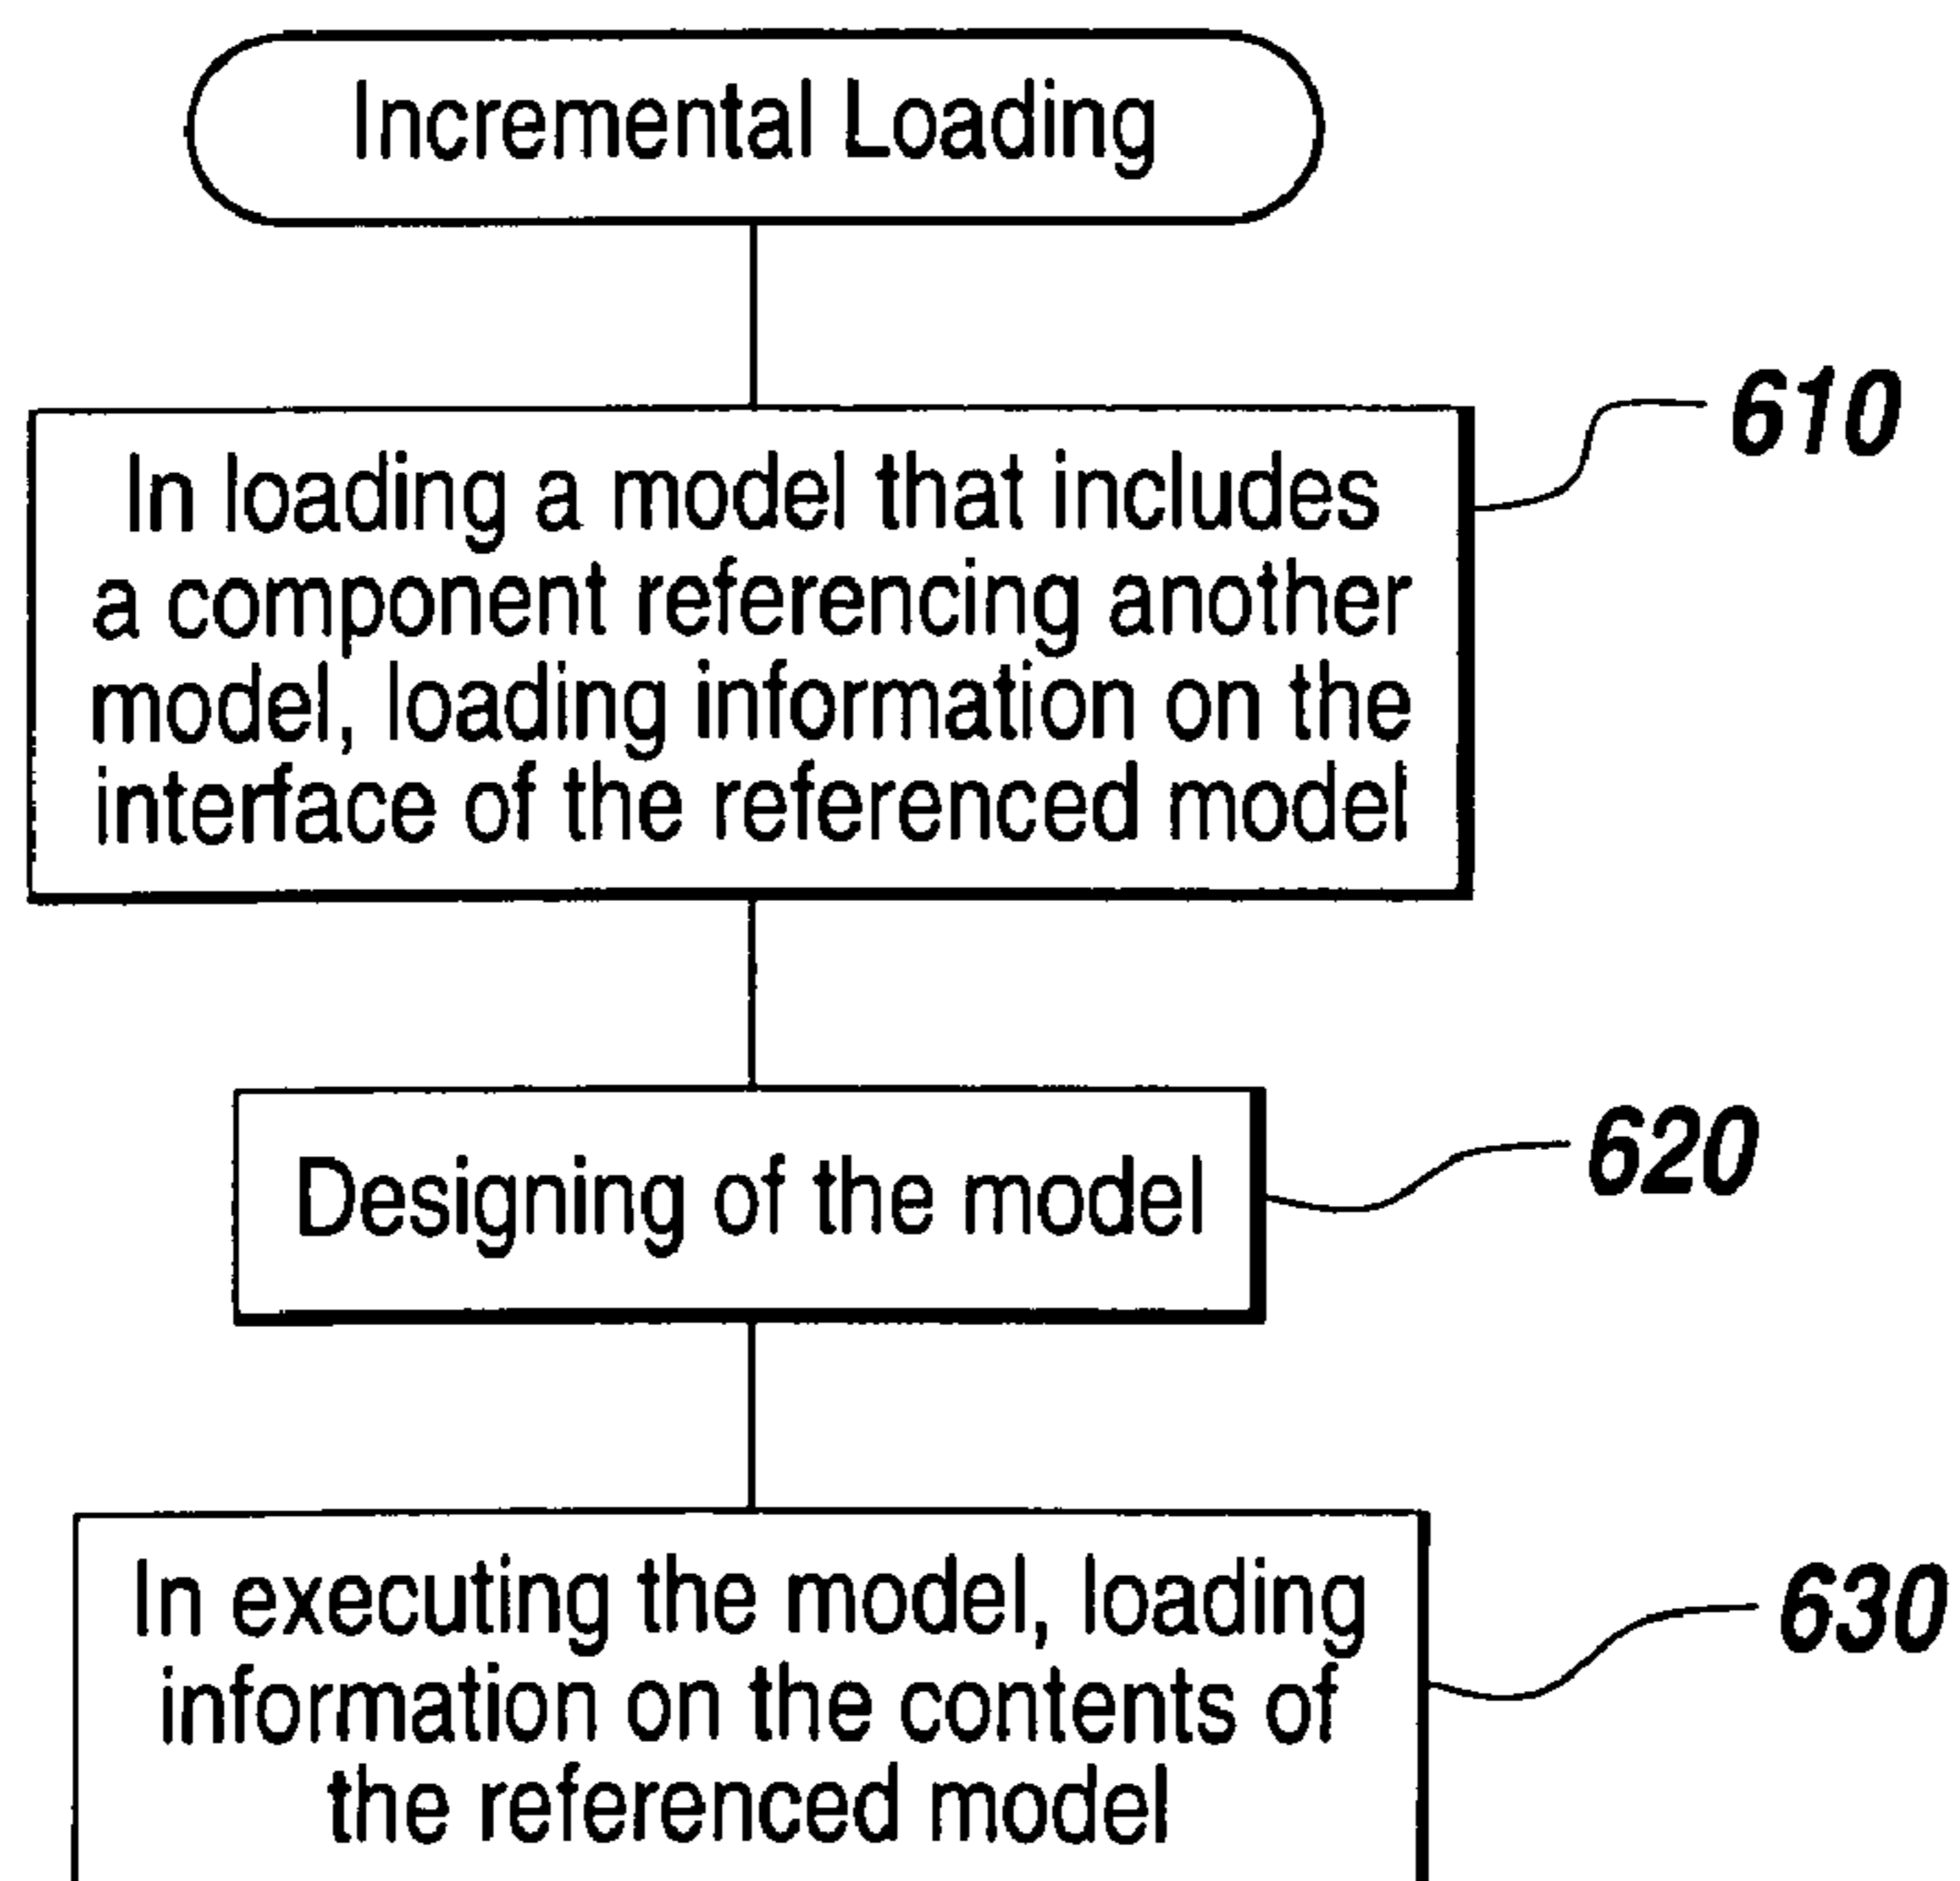 Incremental Loading
610
In loading a model that includes
a component referencing another
model, loading information on the
interface of the referenced model
620
Designing of the model
630
In executing the model, loading
information on the contents of
the referenced model